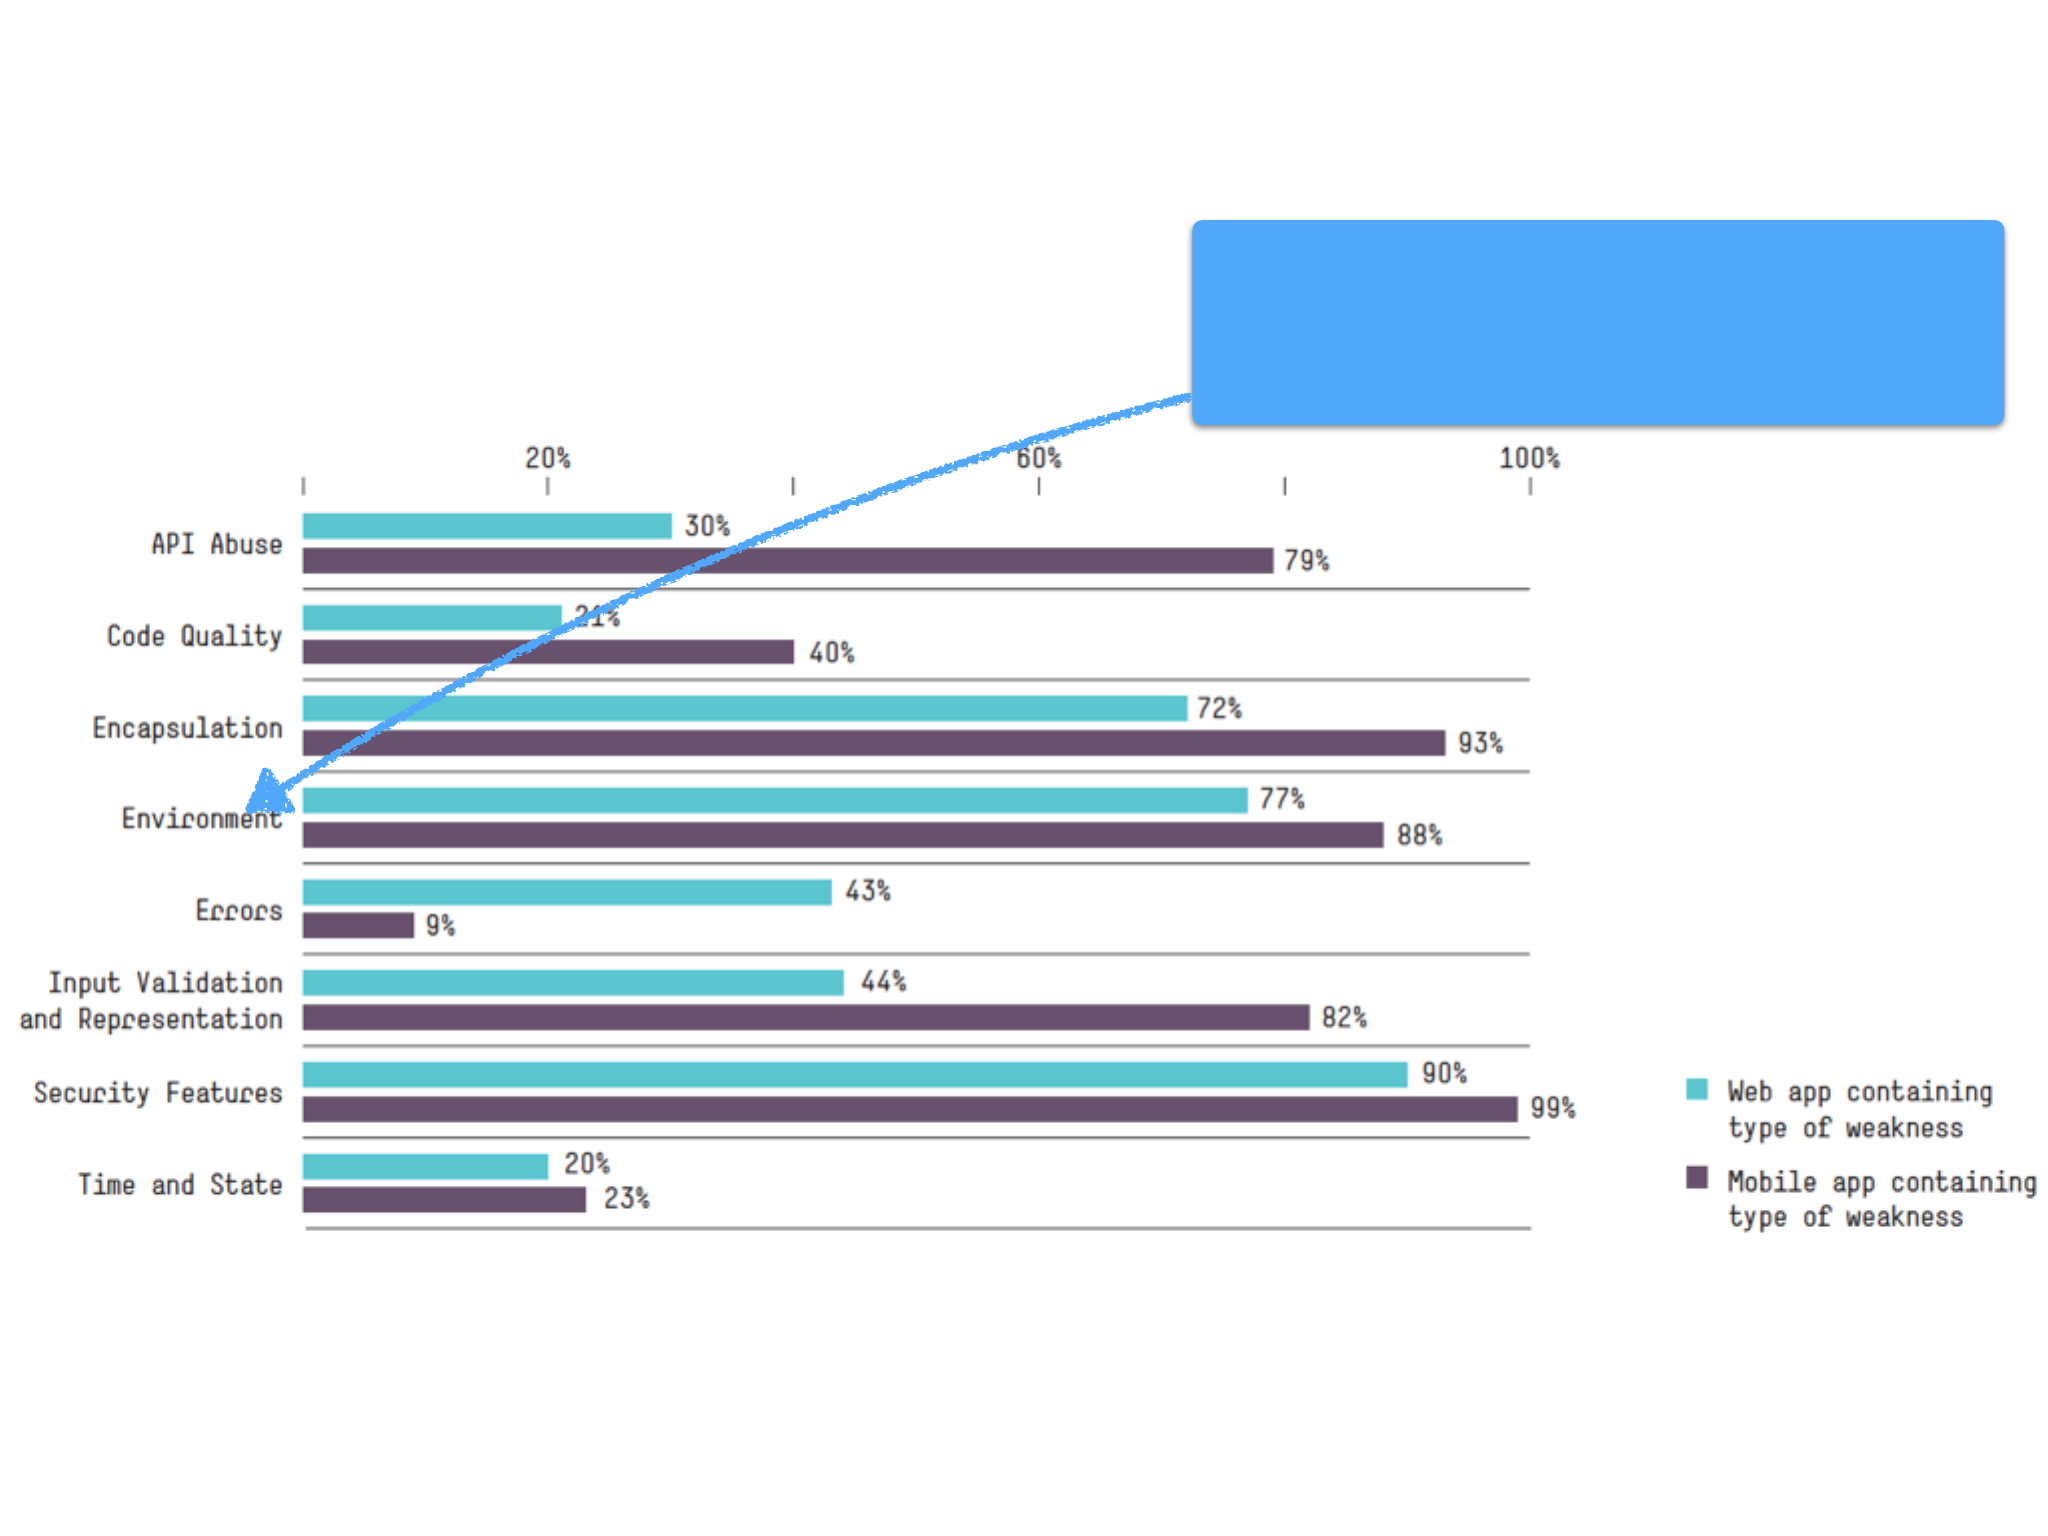 20%
60%
100%
API Abuse
30%
79%
Code Quality
21%
40%
Encapsulation
72%
93%
Environment
77%
88%
Errors
43%
9%
Input Validation
and Representation
44%
82%
Security Features
90%
99%
Time and State
20%
23%
Web app containing
type of weakness
Mobile app containing
type of weakness